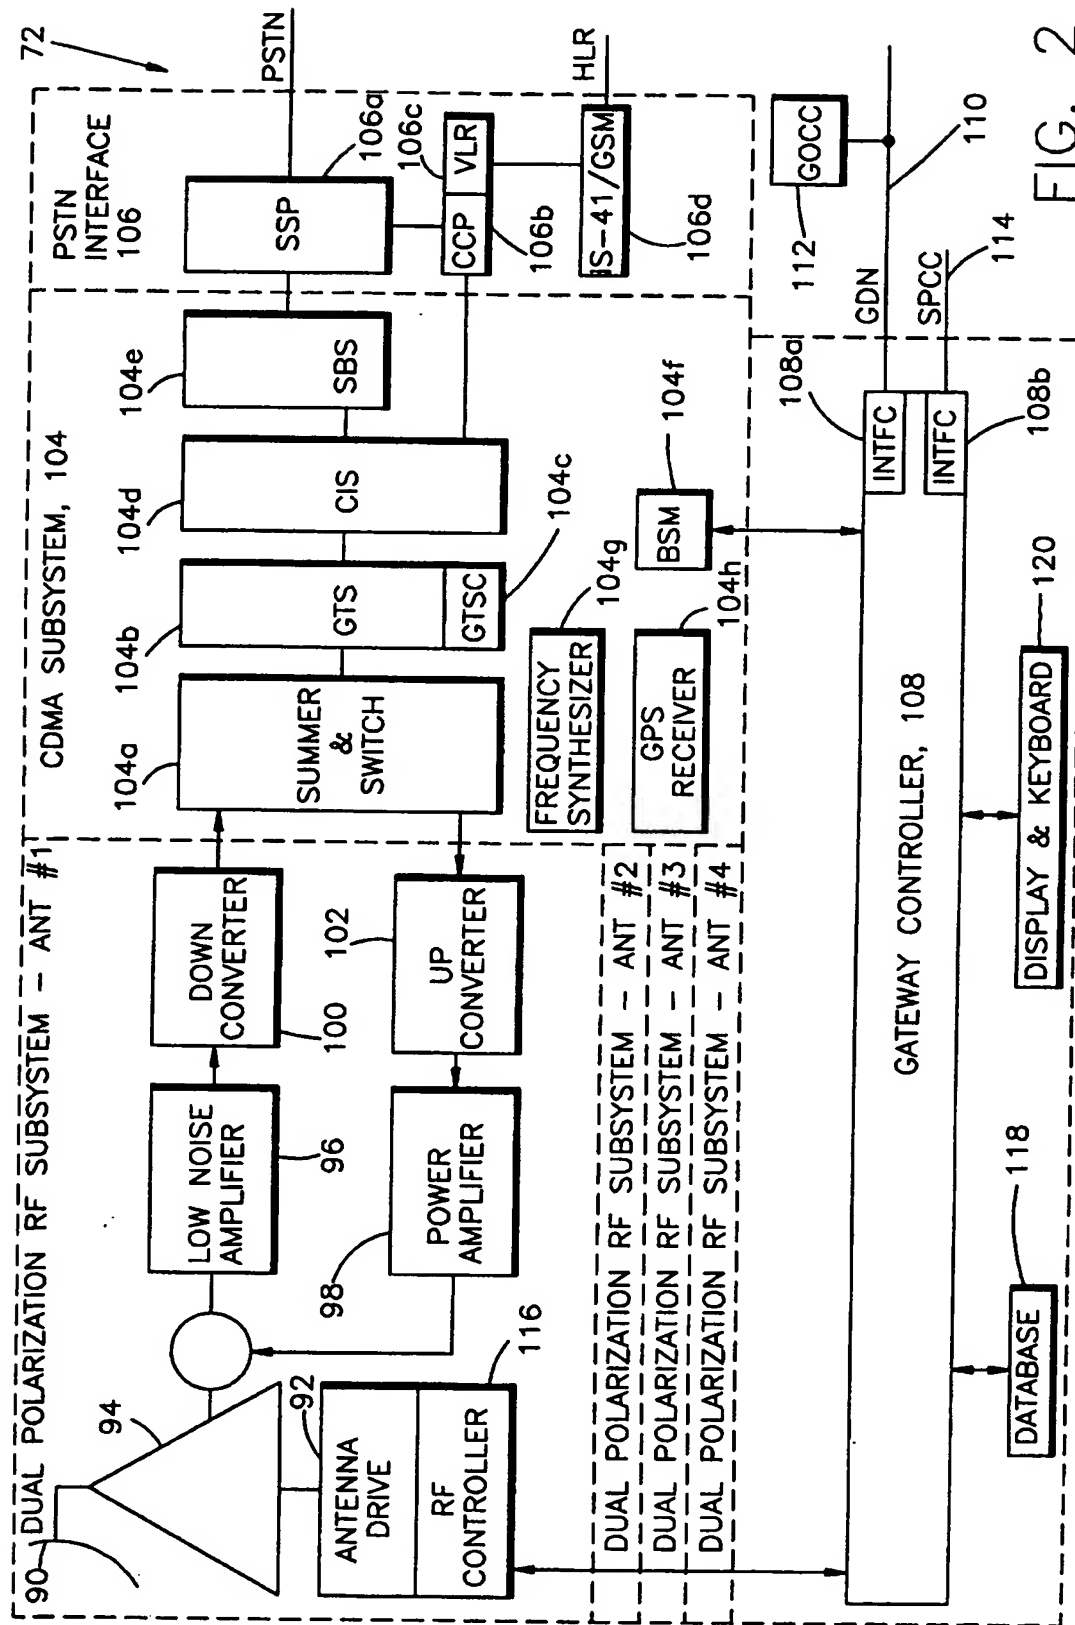 72
PSTN
INTERFACE
106
PSTN
SSP
106a
106c
CCP
VLR
106b
HLR
IS-41/GSM
106d
CDMA SUBSYSTEM, 104
104a
SUMMER
&
SWITCH
104b
GTS
GTSC
104c
104d
CIS
104e
SBS
104f
BSM
104g
FREQUENCY
SYNTHESIZER
104h
GPS
RECEIVER
DUAL POLARIZATION RF SUBSYSTEM - ANT #1
90
94
92
ANTENNA
DRIVE
RF
CONTROLLER
116
LOW NOISE
AMPLIFIER
96
DOWN
CONVERTER
100
98
POWER
AMPLIFIER
102
UP
CONVERTER
DUAL POLARIZATION RF SUBSYSTEM - ANT #2
DUAL POLARIZATION RF SUBSYSTEM - ANT #3
DUAL POLARIZATION RF SUBSYSTEM - ANT #4
GATEWAY CONTROLLER, 108
108a
INTFC
INTFC
108b
GDN
SPCC
112
GOCC
110
114
DATABASE
118
DISPLAY & KEYBOARD
120
FIG. 2